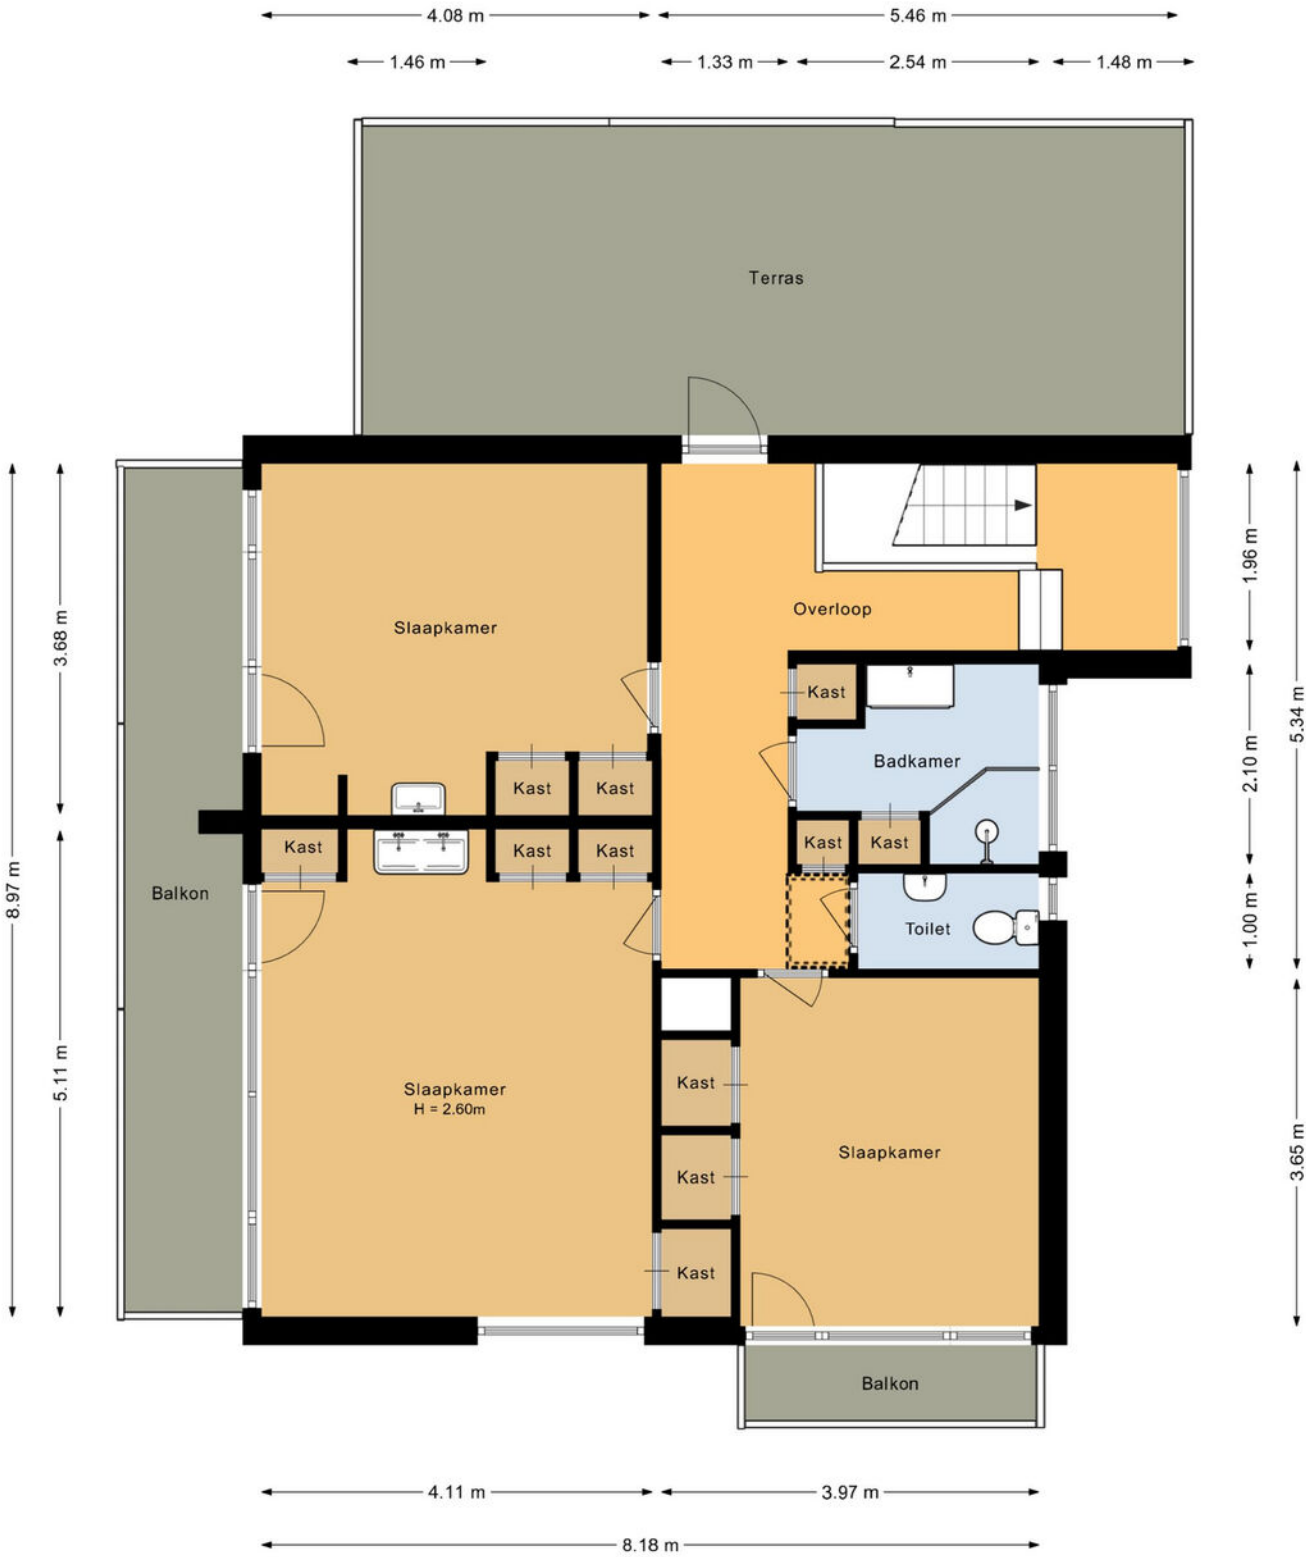 4.08 m
5.46 m
1.46 m
1.33 m
2.54 m
1.48 m
Terras
Slaapkamer
Overloop
Kast
Badkamer
Kast
Kast
Kast
Kast
Kast
Kast
Kast
Balkon
Toilet
Slaapkamer
H = 2.60m
Kast
Kast
Kast
Slaapkamer
Balkon
8.97 m
3.68 m
5.11 m
1.96 m
2.10 m
1.00 m
5.34 m
3.65 m
4.11 m
3.97 m
8.18 m